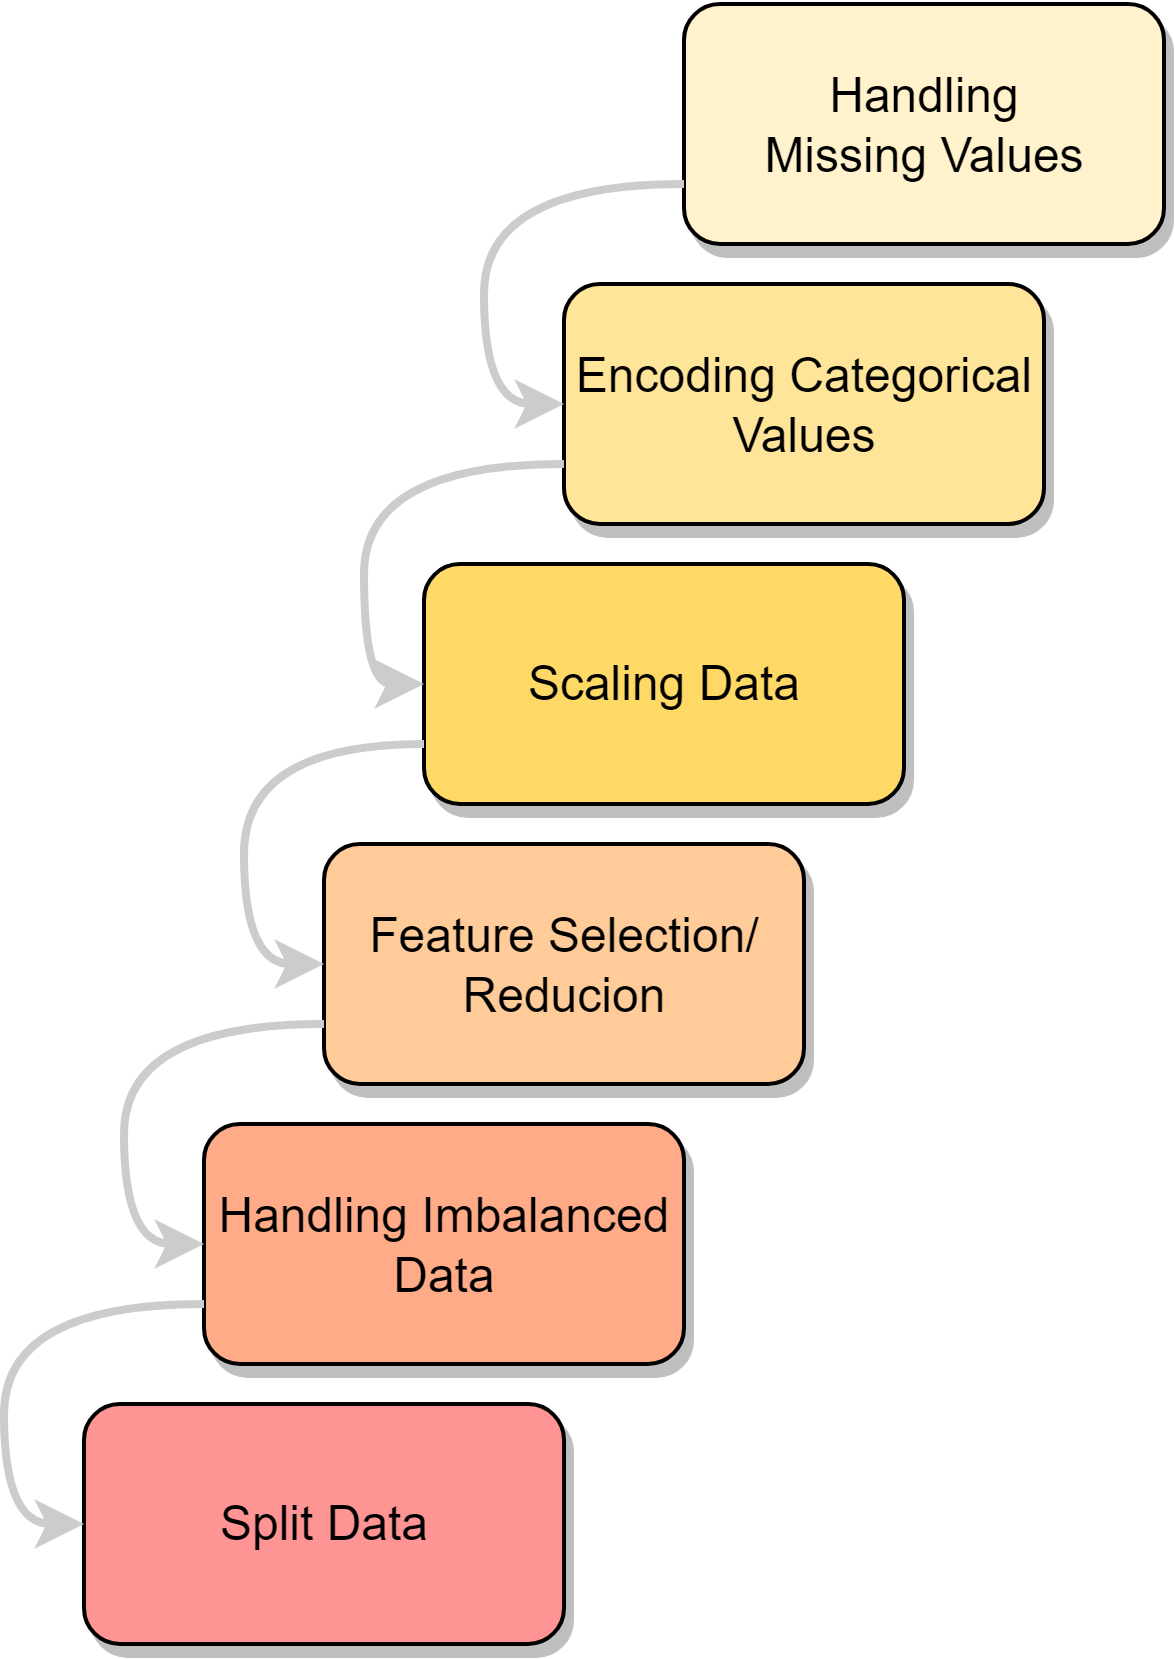 Handling
Missing Values
Encoding Categorical
Values
Scaling Data
Feature Selection/
Reducion
Handling Imbalanced
Data
Split Data